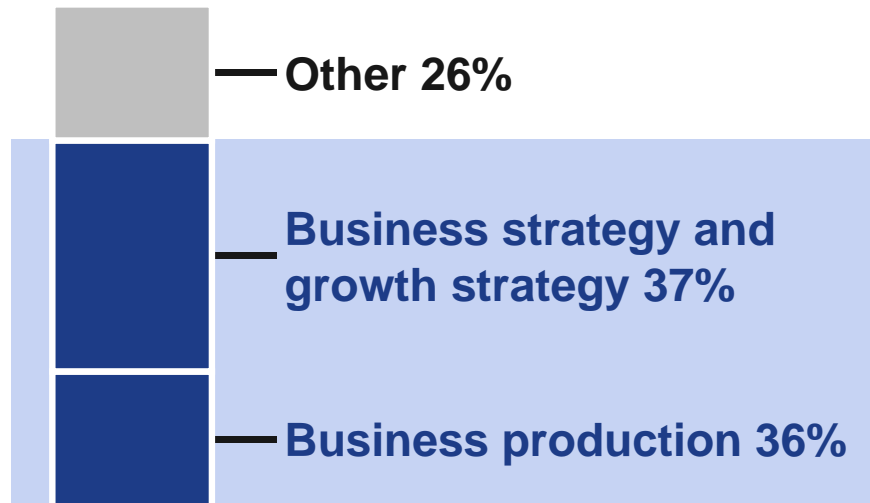 Other 26%
Business strategy and
growth strategy 37%
Business production 36%